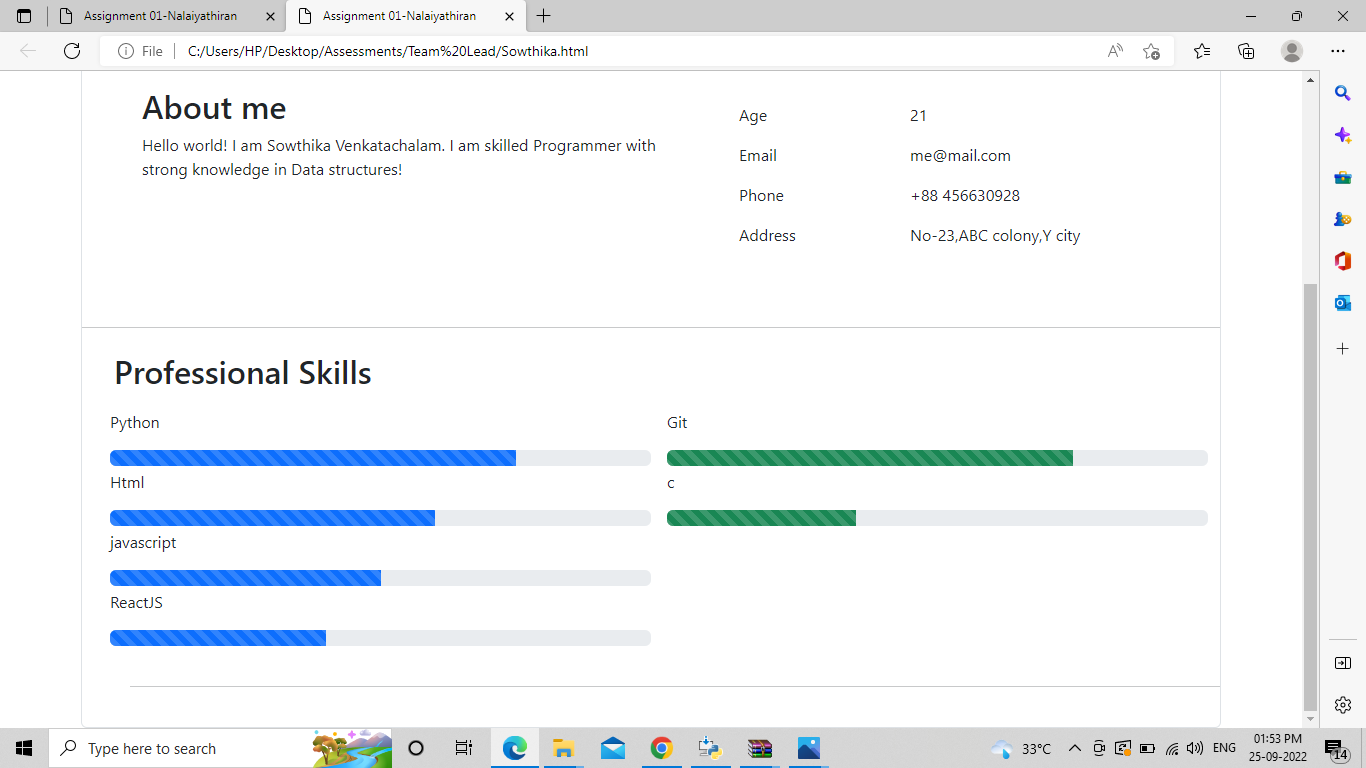 Assignment 01-Nalaiyathiran
Assignment 01-Nalaiyathiran
File
C:/Users/HP/Desktop/Assessments/Team%20Lead/Sowthika.html
About me
Hello world! I am Sowthika Venkatachalam. I am skilled Programmer with
strong knowledge in Data structures!
Age 21
Email me@mail.com
Phone +88 456630928
Address No-23,ABC colony,Y city
Professional Skills
Python
Html
javascript
ReactJS
Git
c
Type here to search
33°C
ENG
01:53 PM
25-09-2022
14